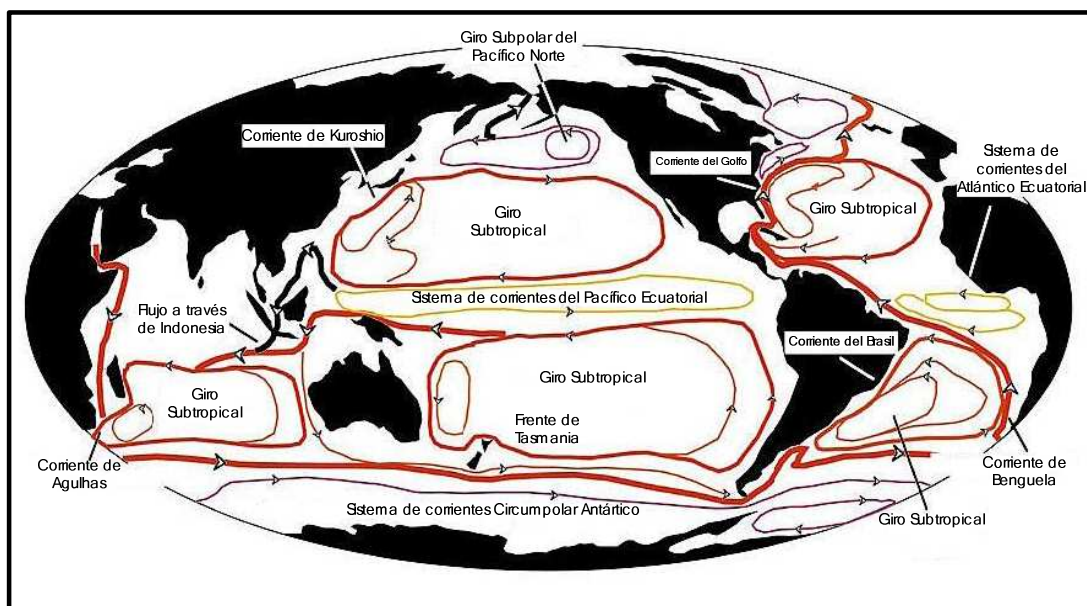 Giro Subpolar del
Pacífico Norte
Corriente de Kuroshio
Corriente del Golfo
Sistema de
corrientes del
Atlántico Ecuatorial
Giro
Subtropical
Giro Subtropical
Sistema de corrientes del Pacífico Ecuatorial
Flujo a través
de Indonesia
Corriente del Brasil
Giro
Subtropical
Giro Subtropical
Frente de
Tasmania
Corriente de
Agulhas
Corriente de
Benguela
Sistema de corrientes Circumpolar Antártico
Giro Subtropical